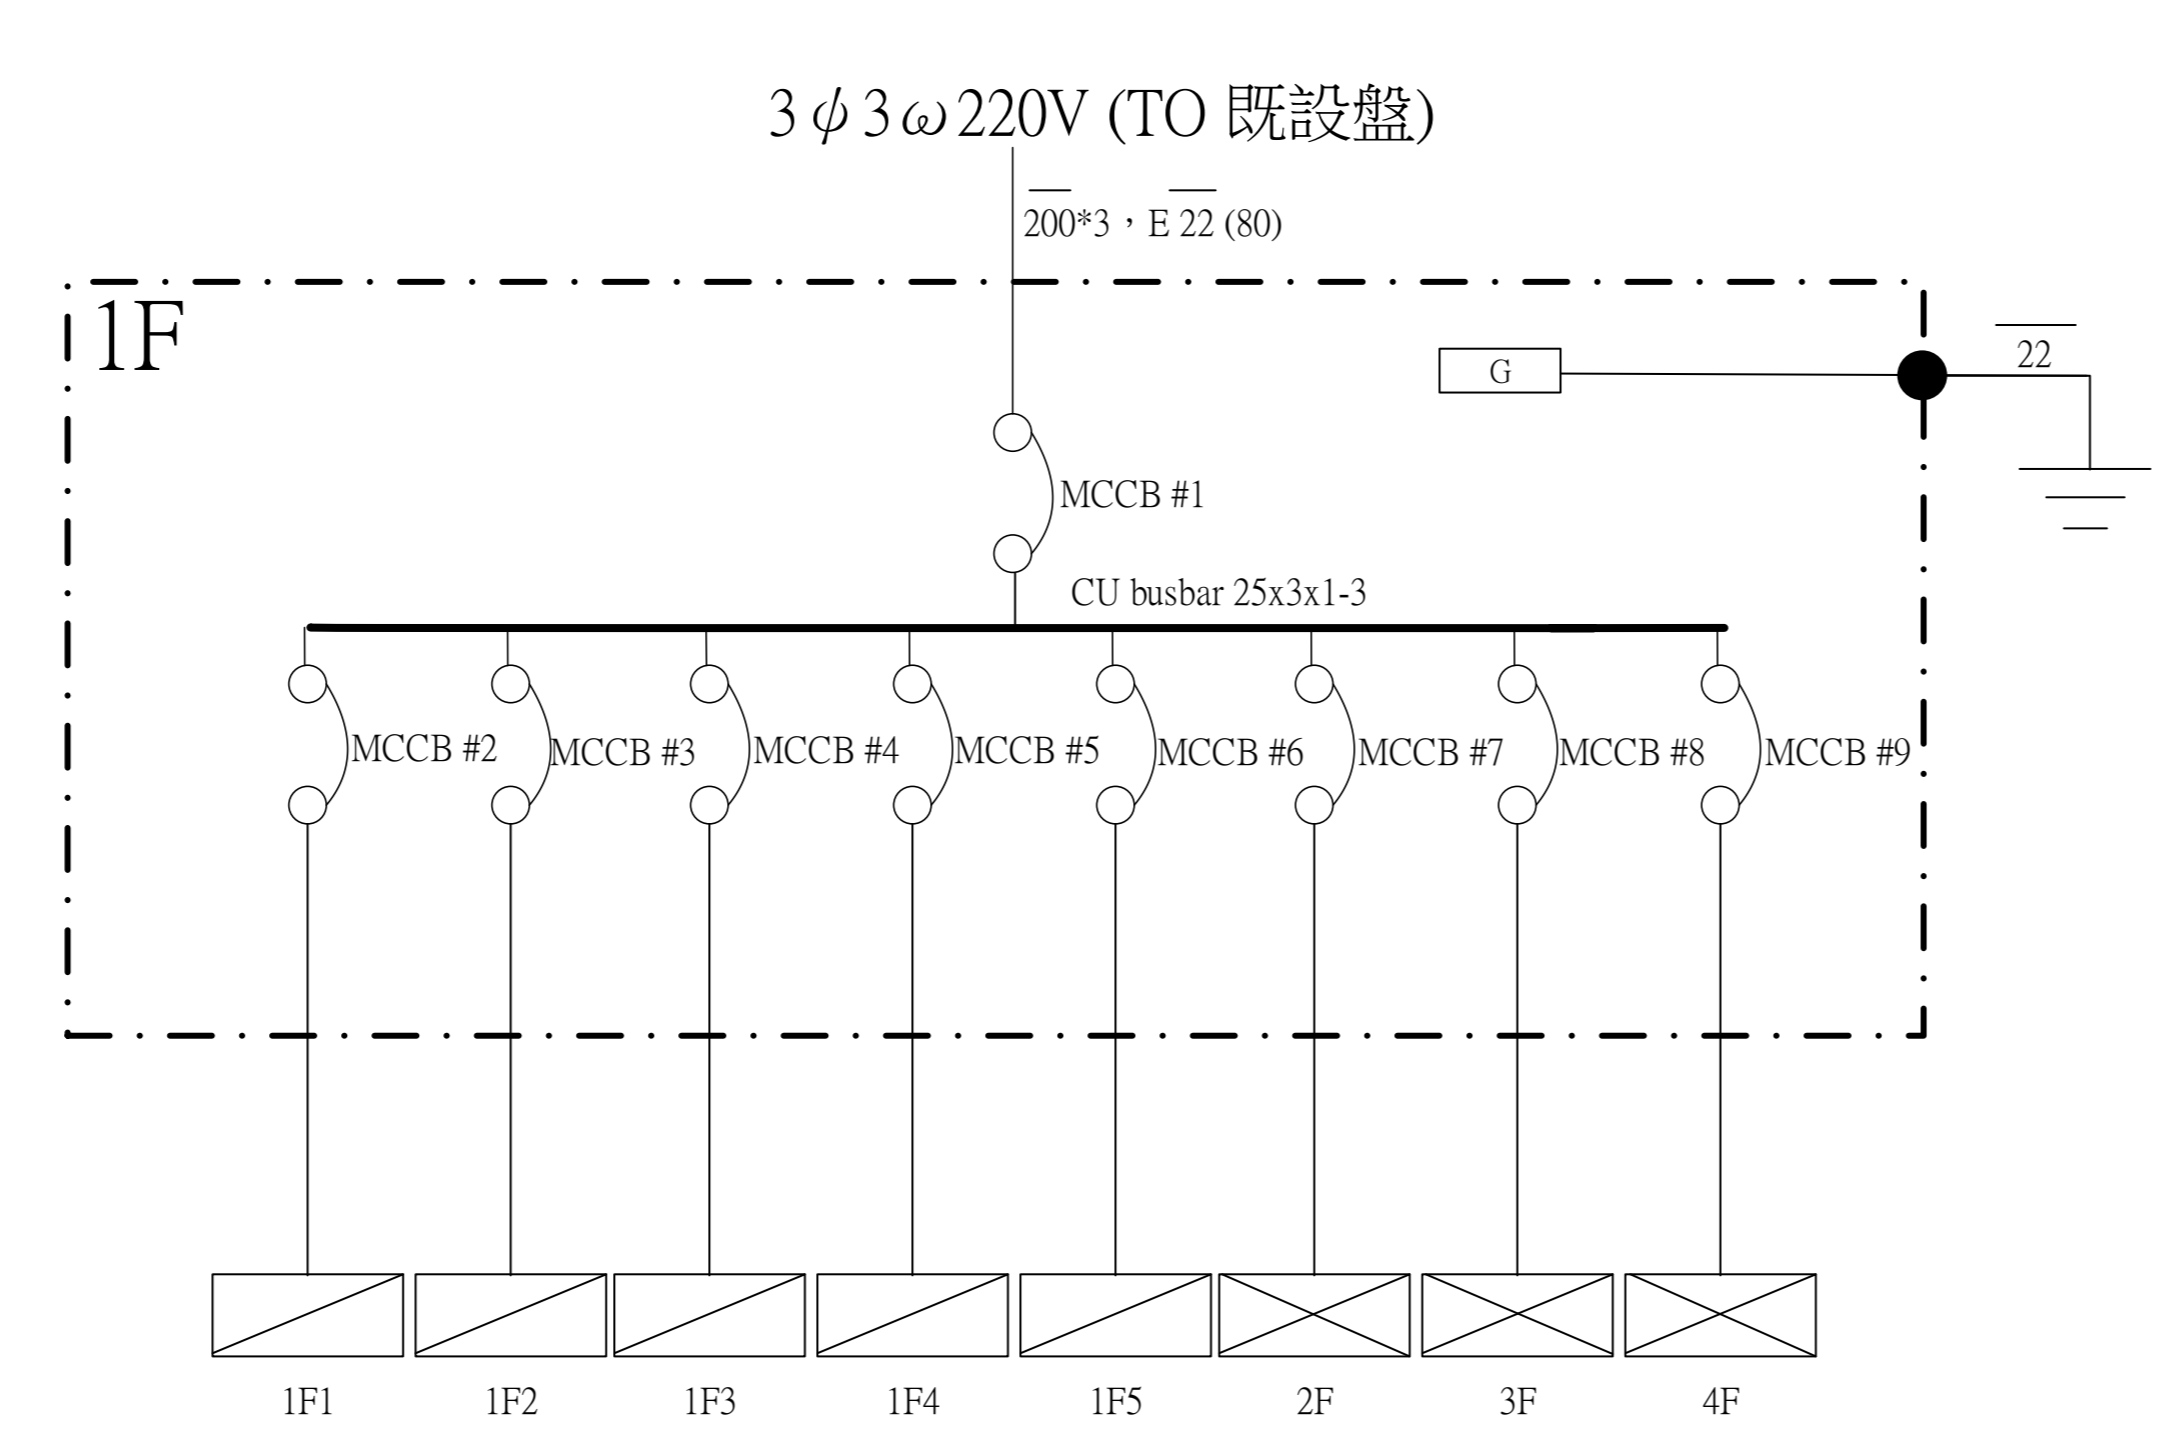 3ψ3ω220V (TO 既設盤)
200*3，E 22 (80)
1F
G
22
MCCB #1
CU busbar 25x3x1-3
MCCB #2
MCCB #3
MCCB #4
MCCB #5
MCCB #6
MCCB #7
MCCB #8
MCCB #9
1F1
1F2
1F3
1F4
1F5
2F
3F
4F